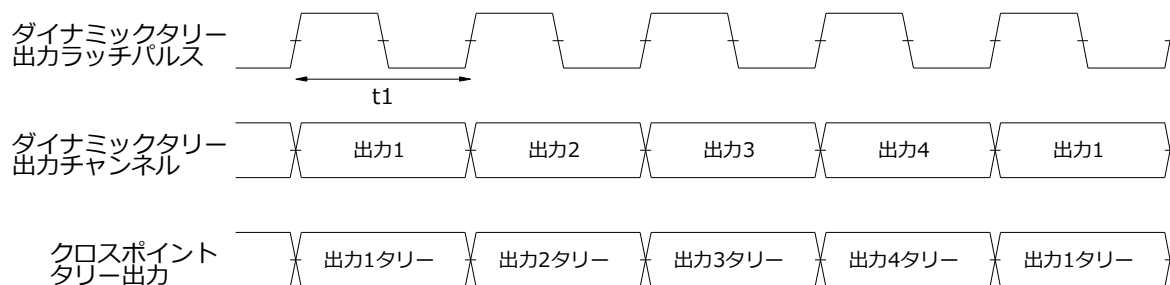 ダイナミックタリー
出力ラッチパルス
t1
ダイナミックタリー
出力チャンネル
出力1
出力2
出力3
出力4
出力1
クロスポイント
タリー出力
出力1タリー
出力2タリー
出力3タリー
出力4タリー
出力1タリー